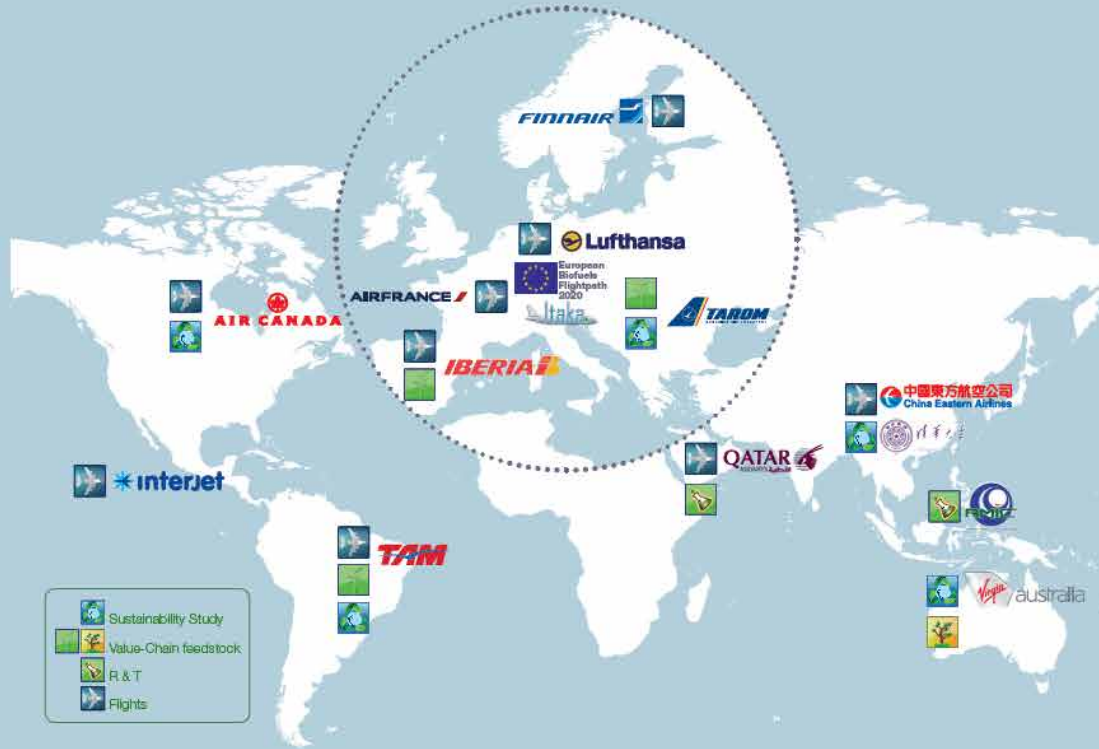 FINNAIR
Lufthansa
European
Biofuels
Flightpath
2020
Itaka
AIRFRANCE
AIR CANADA
TAROM
IBERIA
中國東方航空公司
China Eastern Airlines
QATAR
AIRWAYS
interjet
TAM
Virgin australia
Sustainability Study
Value-Chain feedstock
R & T
Flights